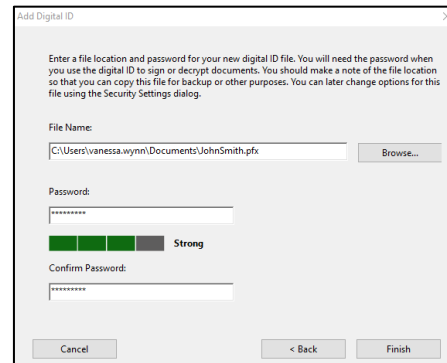 Add Digital ID
Enter a file location and password for your new digital ID file. You will need the password when
you use the digital ID to sign or decrypt documents. You should make a note of the file location
so that you can copy this file for backup or other purposes. You can later change options for this
file using the Security Settings dialog.
File Name:
C:\Users\vanessa.wynn\Documents\JohnSmith.pfx
Browse...
Password:
*********
Strong
Confirm Password:
*********
Cancel
< Back
Finish